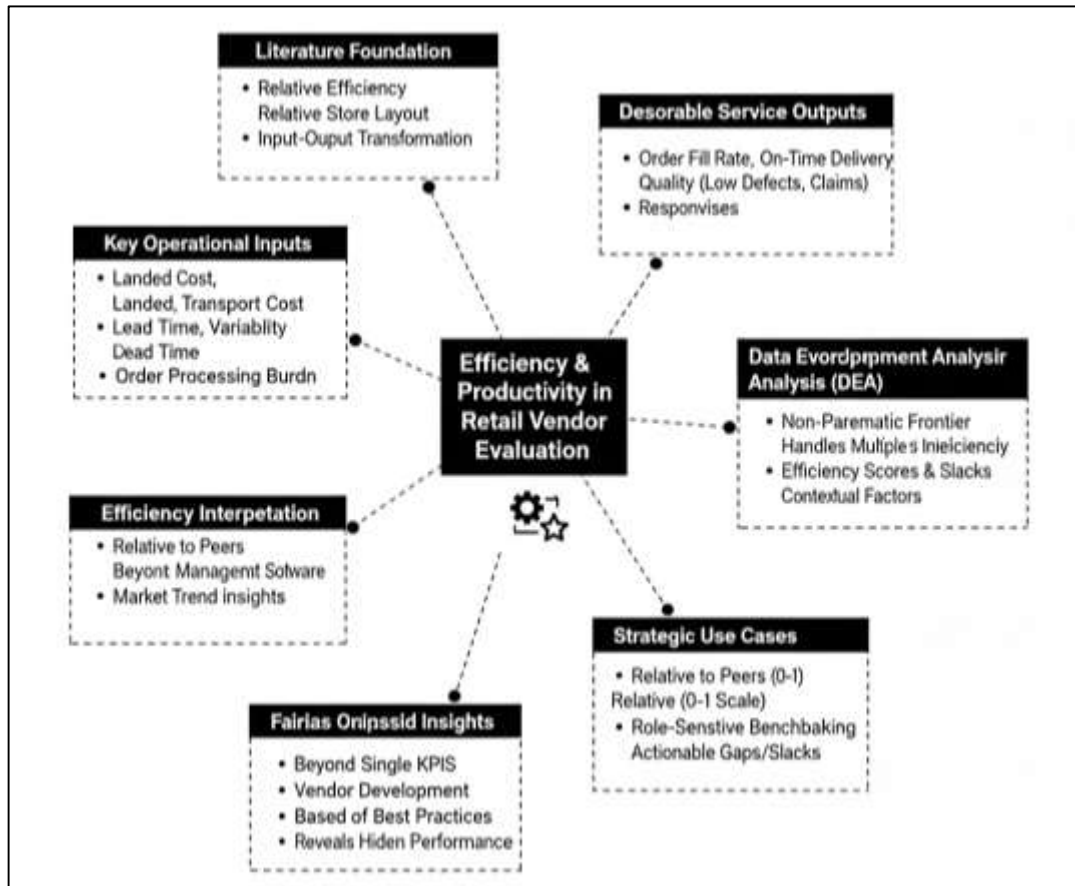 Literature Foundation
• Relative Efficiency
Relative Store Layout
• Input-Ouput Transformation
Desorable Service Outputs
• Order Fill Rate, On-Time Delivery
Quality (Low Defects, Claims)
• Responvises
Key Operational Inputs
• Landed Cost,
Landed, Transport Cost
• Lead Time, Variablity
Dead Time
• Order Processing Burdn
Efficiency &
Productivity in
Retail Vendor
Evaluation
Data Evordpıpment Analysir
Analysis (DEA)
• Non-Parematic Frontier
Handles Multiples Inieiciencly
• Efficiency Scores & Slacks
Contextual Factors
Efficiency Interpetation
• Relative to Peers
Beyont Managemt Sotware
• Market Trend insights
Strategic Use Cases
• Relative to Peers (0-1)
Relative (0-1 Scale)
• Role-Senstive Benchbaking
Actionable Gaps/Slacks
Fairias Onipssid Insights
• Beyond Single KPIS
• Vendor Development
• Based of Best Practices
• Reveals Hiden Performance